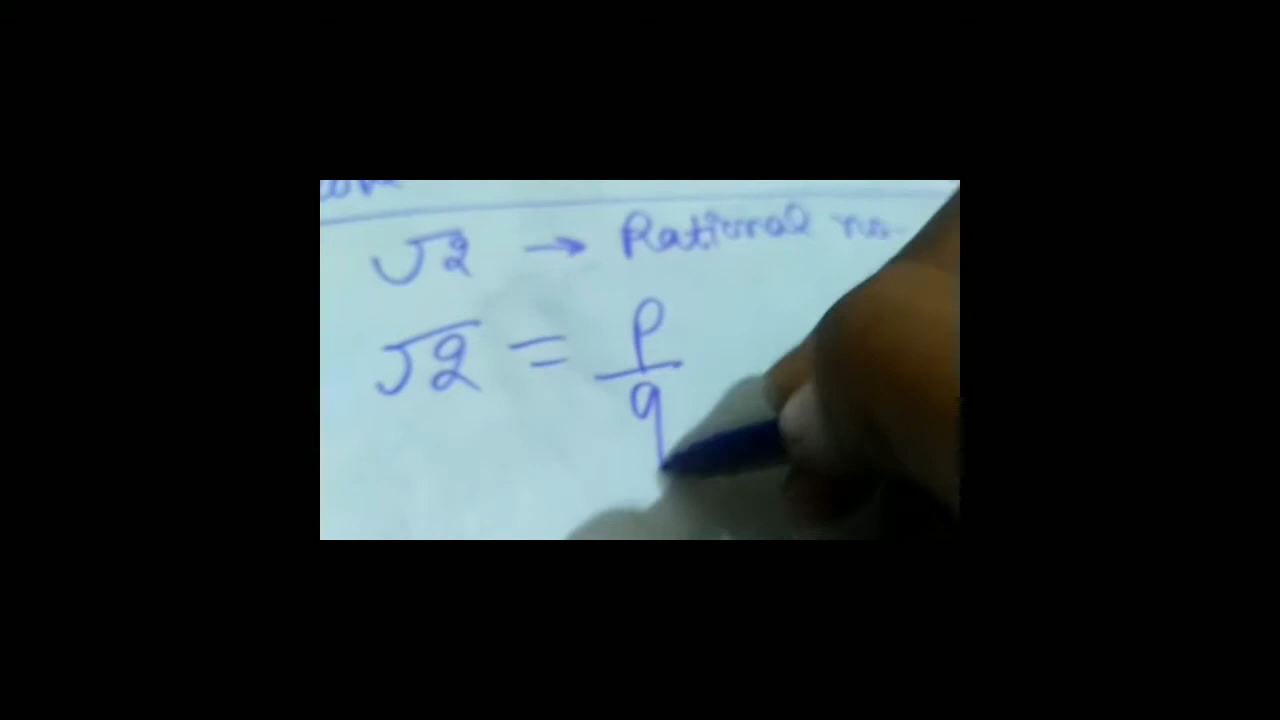 √2 → Rational no.
√2 = p/q